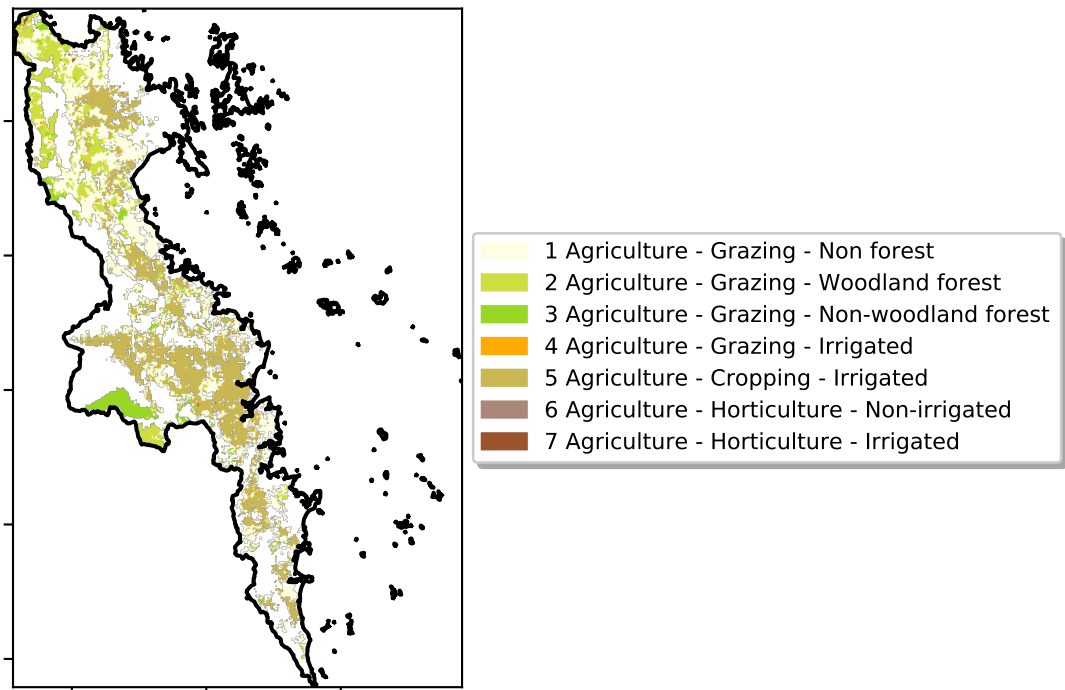 1 Agriculture - Grazing - Non forest
2 Agriculture - Grazing - Woodland forest
3 Agriculture - Grazing - Non-woodland forest
4 Agriculture - Grazing - Irrigated
5 Agriculture - Cropping - Irrigated
6 Agriculture - Horticulture - Non-irrigated
7 Agriculture - Horticulture - Irrigated